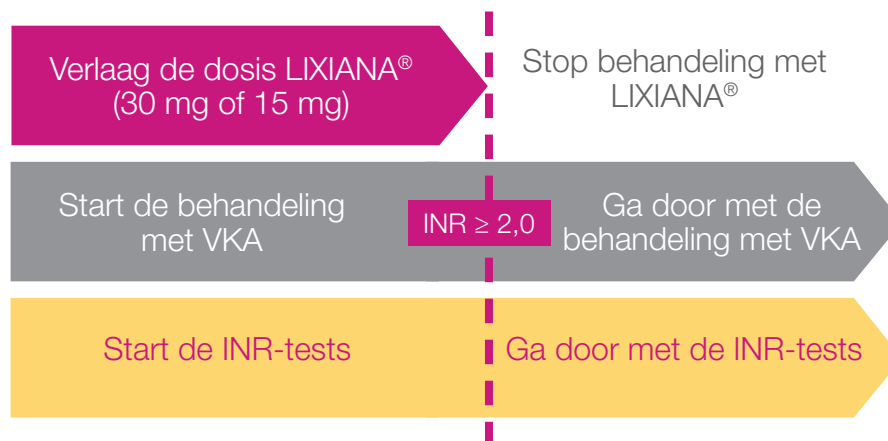 Verlaag de dosis LIXIANA®
(30 mg of 15 mg)
Stop behandeling met
LIXIANA®
Start de behandeling
met VKA
INR ≥ 2,0
Ga door met de
behandeling met VKA
Start de INR-tests
Ga door met de INR-tests